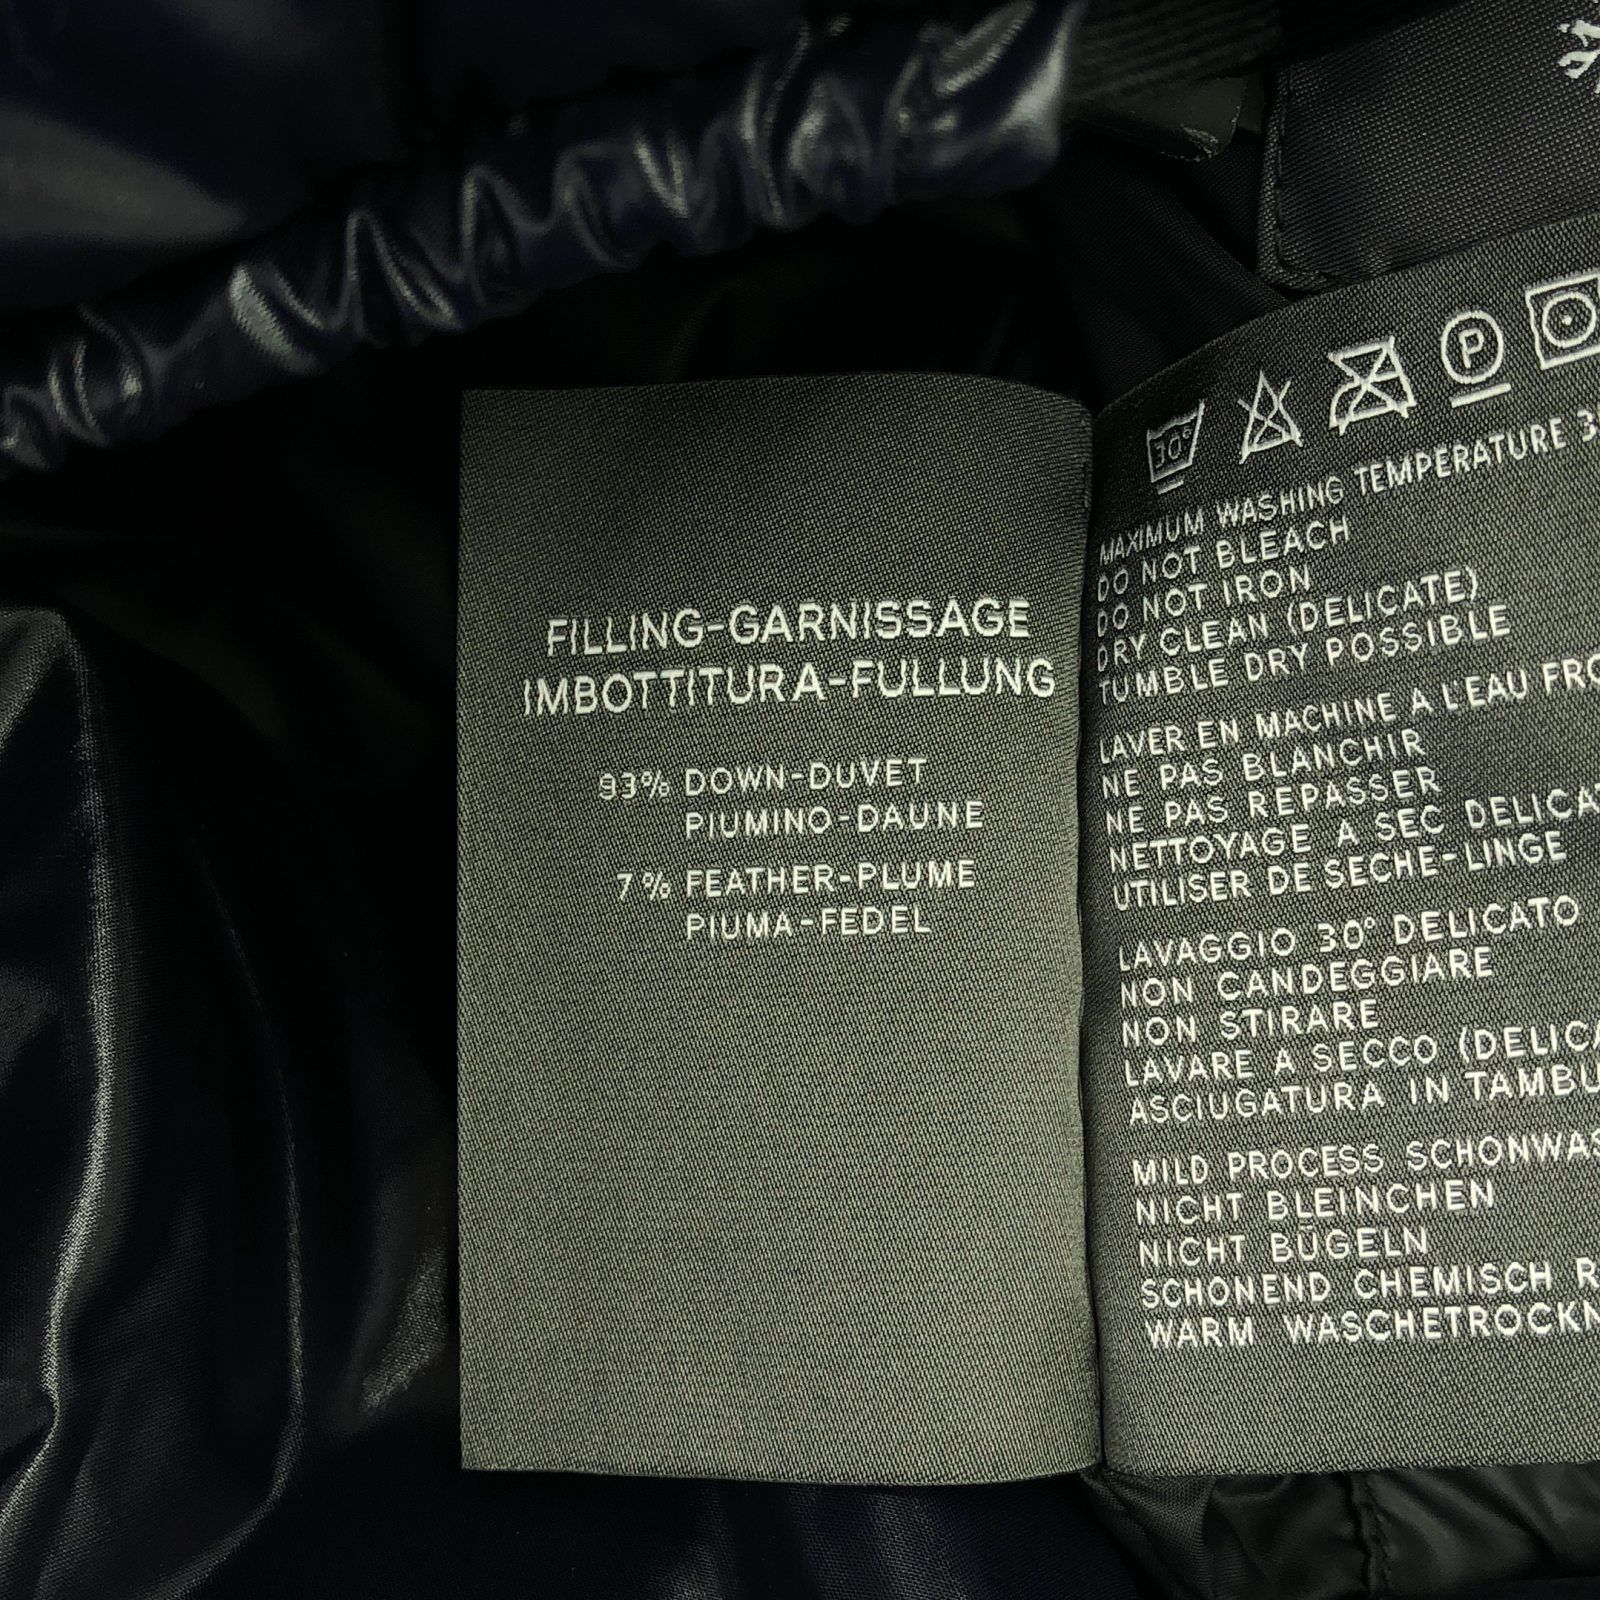 FILLING-GARNISSAGE
IMBOTTITURA-FULLUNG
93% DOWN-DUVET
PIUMINO-DAUNE
7% FEATHER-PLUME
PIUMA-FEDEL
30°
P
MAXIMUM WASHING TEMPERATURE
DO NOT BLEACH
DO NOT IRON
DRY CLEAN (DELICATE)
TUMBLE DRY POSSIBLE
LAVER EN MACHINE A L'EAU
NE PAS BLANCHIR
NE PAS REPASSER
NETTOYAGE A SEC
UTILISER DE SECHE-LINGE
LAVAGGIO 30° DELICATO
NON CANDEGGIARE
NON STIRARE
LAVARE A SECCO
ASCIUGATURA IN
MILD PROCESS
NICHT BLEINCHEN
NICHT BÜGELN
SCHONEND CHEMISCH
WARM